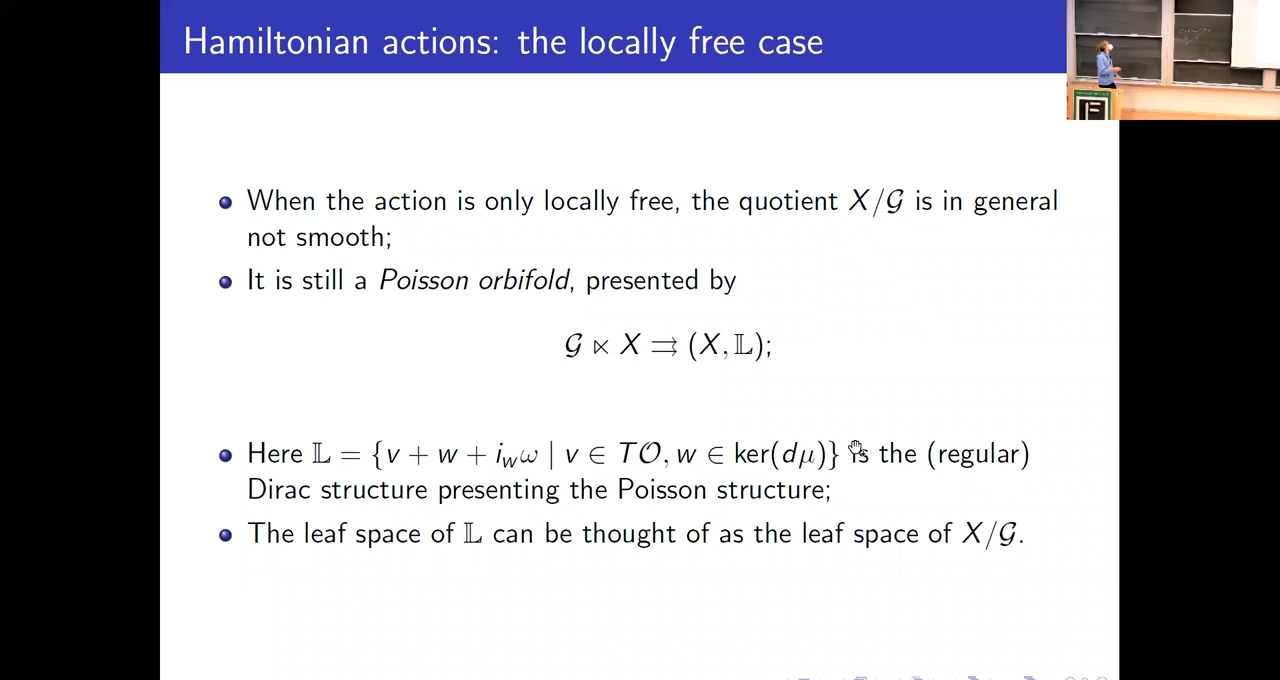 Hamiltonian actions: the locally free case
When the action is only locally free, the quotient X/𝒢 is in general
not smooth;
It is still a Poisson orbifold, presented by
𝒢 ⋉ X ⇉ (X, 𝕃);
Here 𝕃 = {v + w + i_w ω | v ∈ T𝒪, w ∈ ker(dμ)} is the (regular)
Dirac structure presenting the Poisson structure;
The leaf space of 𝕃 can be thought of as the leaf space of X/𝒢.